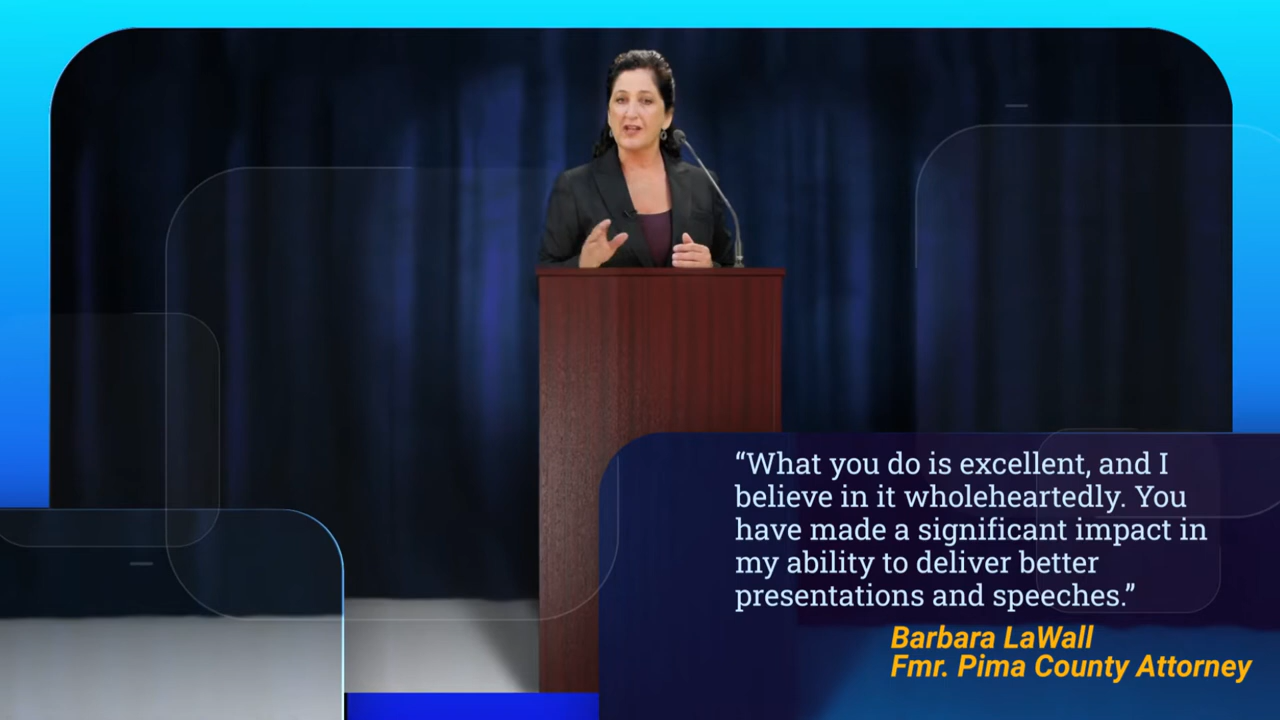 “What you do is excellent, and I
believe in it wholeheartedly. You
have made a significant impact in
my ability to deliver better
presentations and speeches.”
Barbara LaWall
Fmr. Pima County Attorney